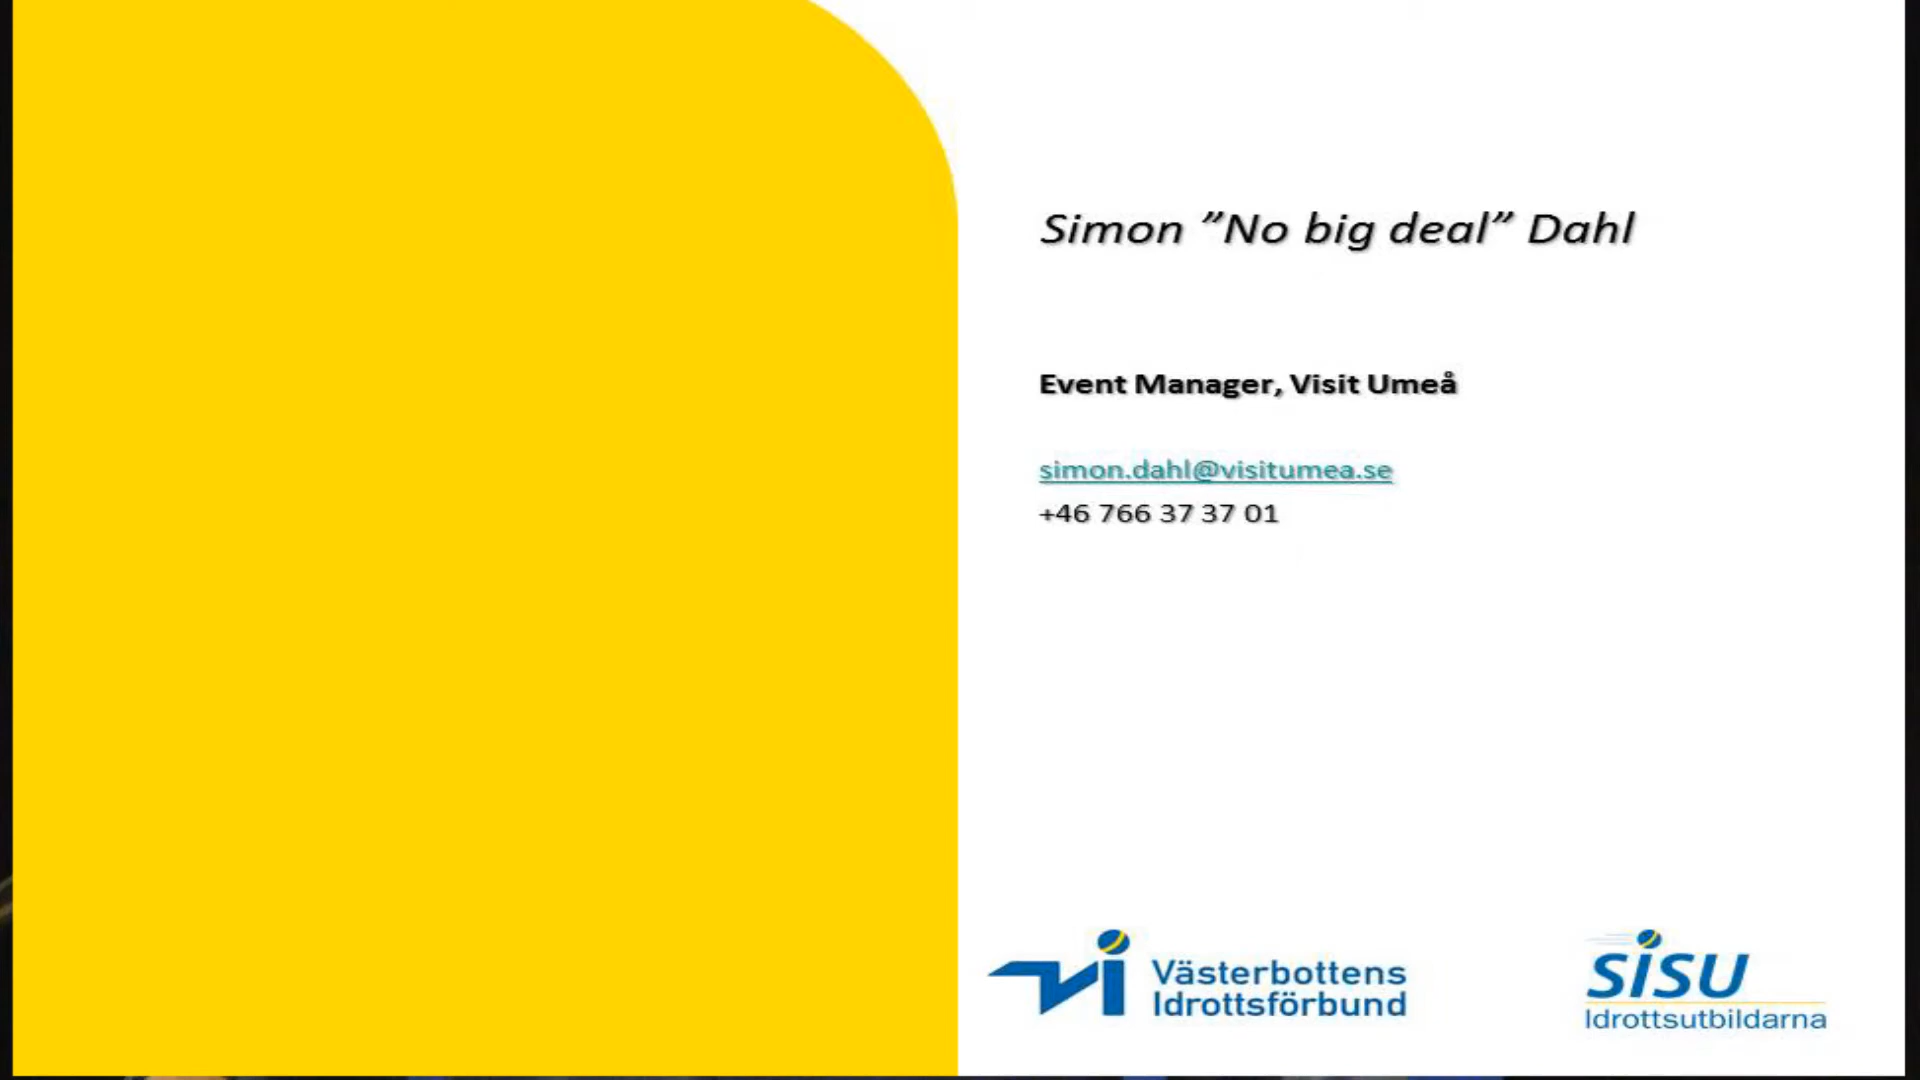 Simon ”No big deal” Dahl
Event Manager, Visit Umeå
simon.dahl@visitumea.se
+46 766 37 37 01
Västerbottens
Idrottsförbund
SISU
Idrottsutbildarna